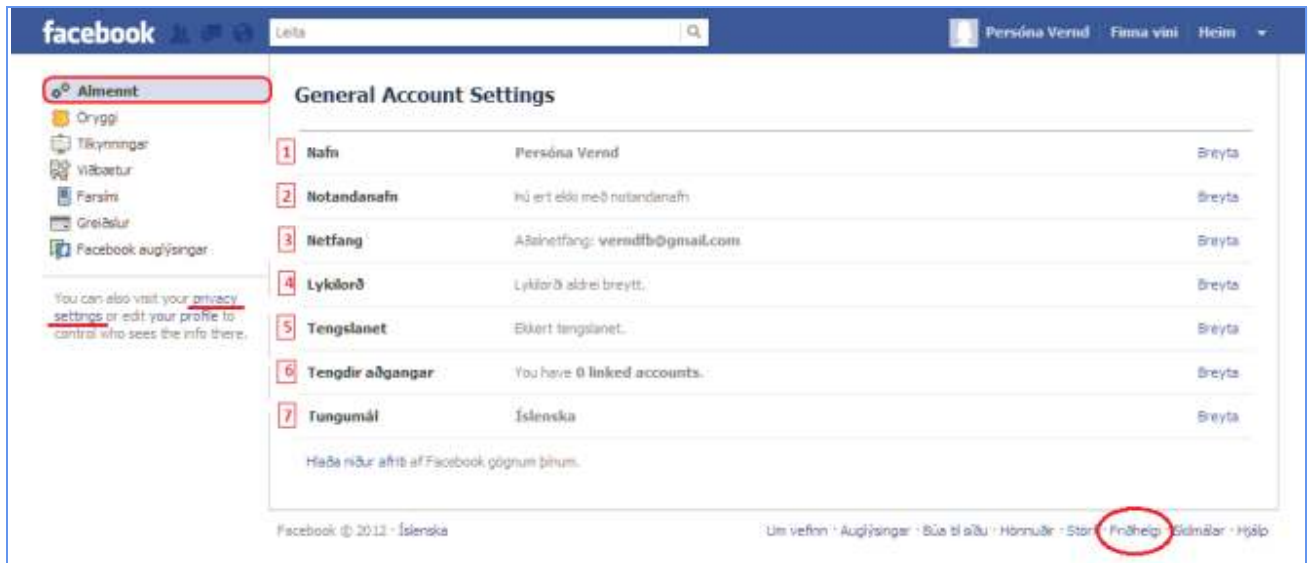 facebook
Leita
Persóna Vernd Finna vini Heim
Almennt
Öryggi
Tilkynningar
Viðbætur
Farsími
Greiðslur
Facebook auglýsingar
You can also visit your privacy
settings or edit your profile to
control who sees the info there.
General Account Settings
1 Nafn Persóna Vernd Breyta
2 Notandanafn Þú ert ekki með notandanafn Breyta
3 Netfang Aðalnetfang: verndfb@gmail.com Breyta
4 Lykilorð Lykilorð aldrei breytt. Breyta
5 Tengslanet Ekkert tengslanet. Breyta
6 Tengdir aðgangar You have 0 linked accounts. Breyta
7 Tungumál Íslenska Breyta
Hlaða niður afriti af Facebook gögnum þínum.
Facebook © 2012 · Íslenska
Um vefinn · Auglýsingar · Búa til síðu · Hönnuðir · Störf · Friðhelgi · Skilmálar · Hjálp